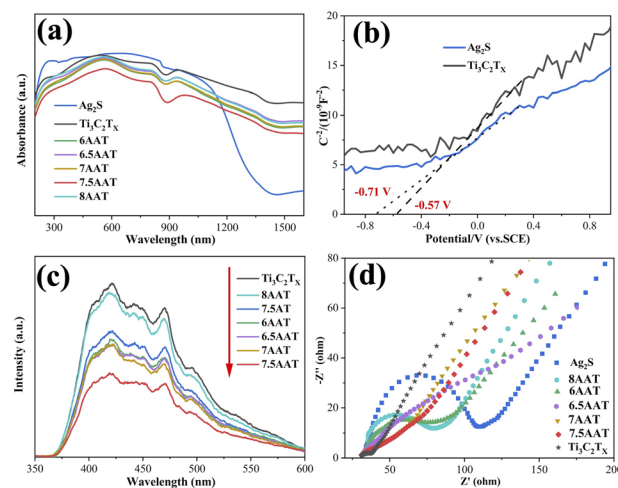 (a)
Absorbance (a.u.)
Ag₂S
Ti₃C₂Tₓ
6AAT
6.5AAT
7AAT
7.5AAT
8AAT
300 600 900 1200 1500
Wavelength (nm)
(b)
C⁻²/(10⁻⁹F⁻²)
20
15
10
5
0
Ag₂S
Ti₃C₂Tₓ
-0.71 V
-0.57 V
-0.8 -0.4 0.0 0.4 0.8
Potential/V (vs.SCE)
(c)
Intensity (a.u.)
Ti₃C₂Tₓ
8AAT
7.5AT
6AAT
6.5AAT
7AAT
7.5AAT
350 400 450 500 550 600
Wavelength (nm)
(d)
-Z'' (ohm)
-80
60
40
20
0
Ag₂S
8AAT
6AAT
6.5AAT
7AAT
7.5AAT
Ti₃C₂Tₓ
0 50 100 150 200
Z' (ohm)